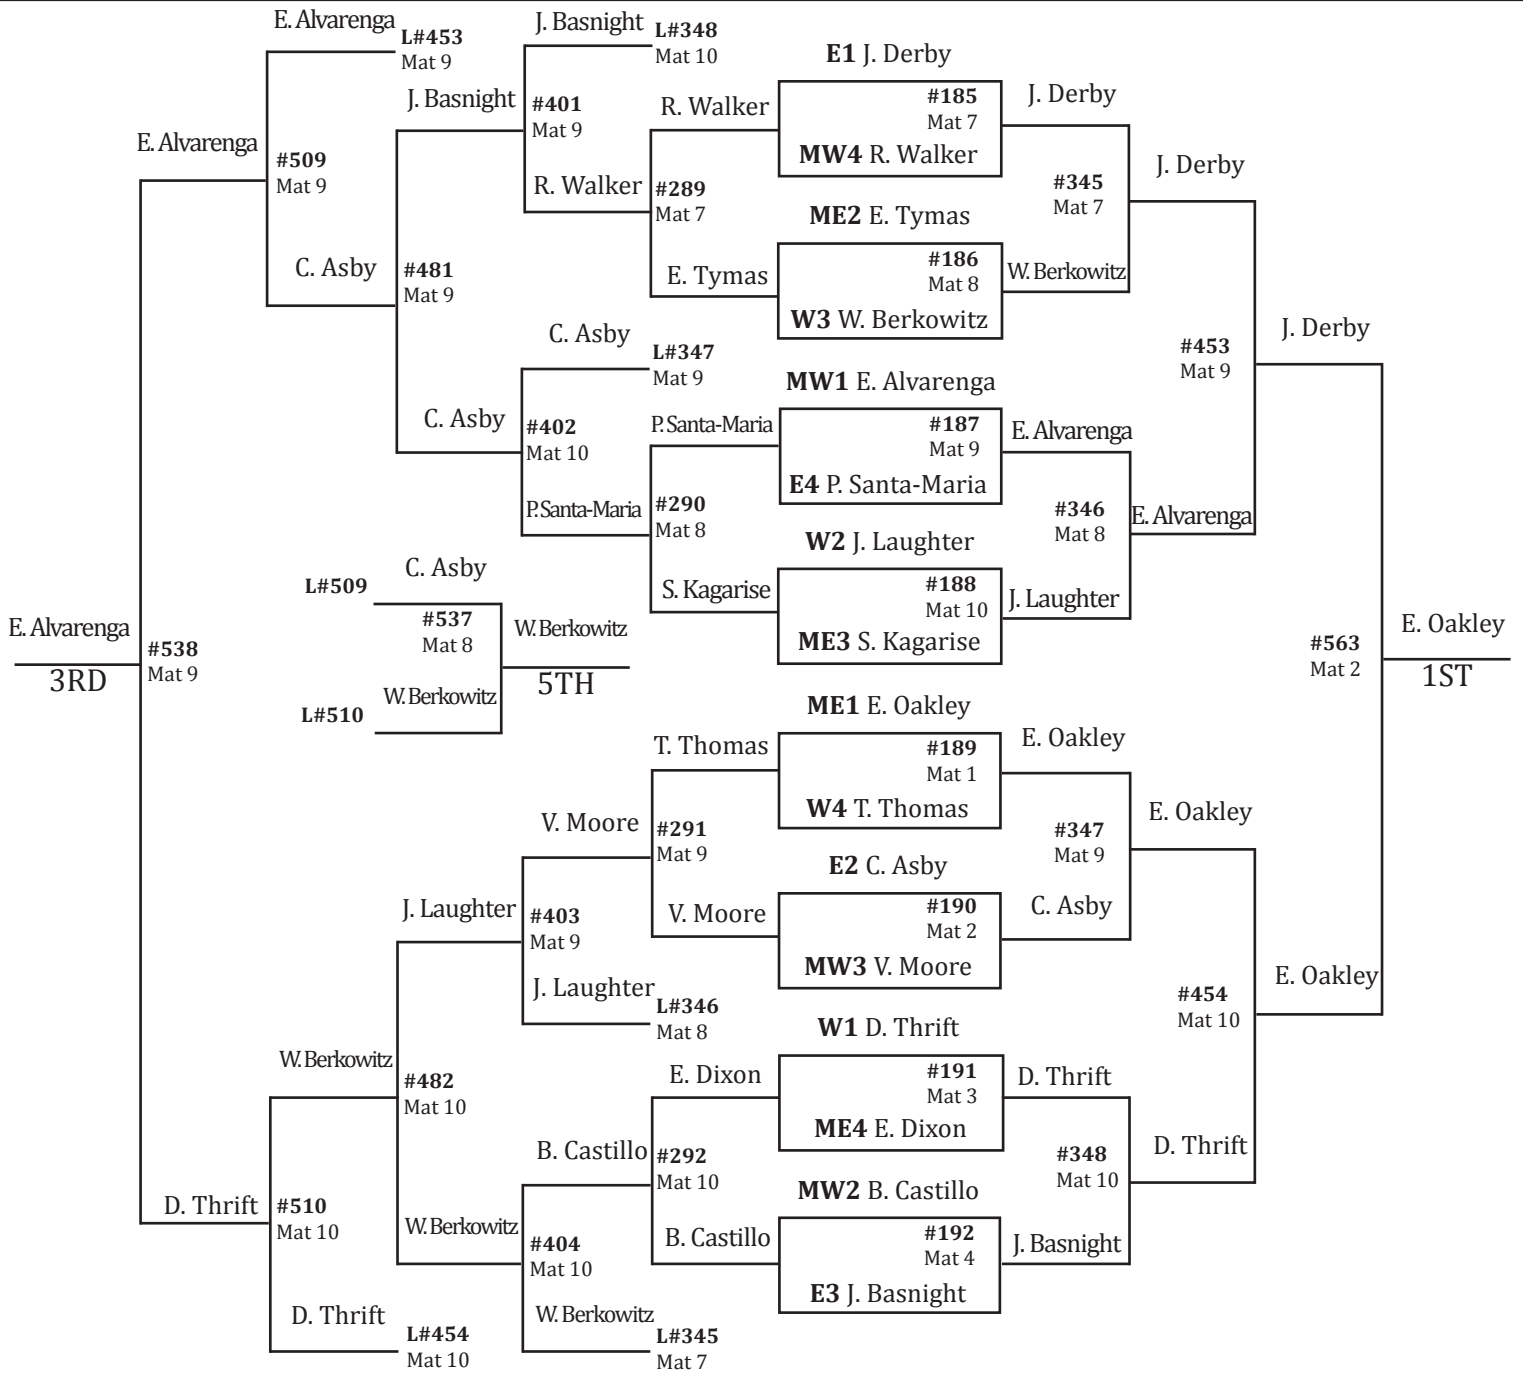 E. Alvarenga
L#453
Mat 9
J. Basnight
L#348
Mat 10
E1 J. Derby
J. Basnight
#401
Mat 9
R. Walker
#185
Mat 7
J. Derby
E. Alvarenga
#509
Mat 9
MW4 R. Walker
J. Derby
R. Walker
#289
Mat 7
#345
Mat 7
ME2 E. Tymas
C. Asby
#481
Mat 9
E. Tymas
#186
Mat 8
W. Berkowitz
W3 W. Berkowitz
C. Asby
L#347
Mat 9
J. Derby
#453
Mat 9
MW1 E. Alvarenga
C. Asby
#402
Mat 10
P. Santa-Maria
#187
Mat 9
E. Alvarenga
E4 P. Santa-Maria
P. Santa-Maria
#290
Mat 8
#346
Mat 8
E. Alvarenga
W2 J. Laughter
C. Asby
L#509
S. Kagarise
#188
Mat 10
J. Laughter
#537
Mat 8
W. Berkowitz
ME3 S. Kagarise
E. Alvarenga
#538
Mat 9
3RD
5TH
#563
Mat 2
E. Oakley
1ST
W. Berkowitz
L#510
ME1 E. Oakley
T. Thomas
#189
Mat 1
E. Oakley
W4 T. Thomas
V. Moore
#291
Mat 9
#347
Mat 9
E. Oakley
E2 C. Asby
J. Laughter
#403
Mat 9
V. Moore
#190
Mat 2
C. Asby
MW3 V. Moore
J. Laughter
L#346
Mat 8
#454
Mat 10
E. Oakley
W1 D. Thrift
W. Berkowitz
#482
Mat 10
E. Dixon
#191
Mat 3
D. Thrift
ME4 E. Dixon
B. Castillo
#292
Mat 10
#348
Mat 10
D. Thrift
MW2 B. Castillo
D. Thrift
#510
Mat 10
W. Berkowitz
#404
Mat 10
B. Castillo
#192
Mat 4
J. Basnight
E3 J. Basnight
D. Thrift
L#454
Mat 10
W. Berkowitz
L#345
Mat 7